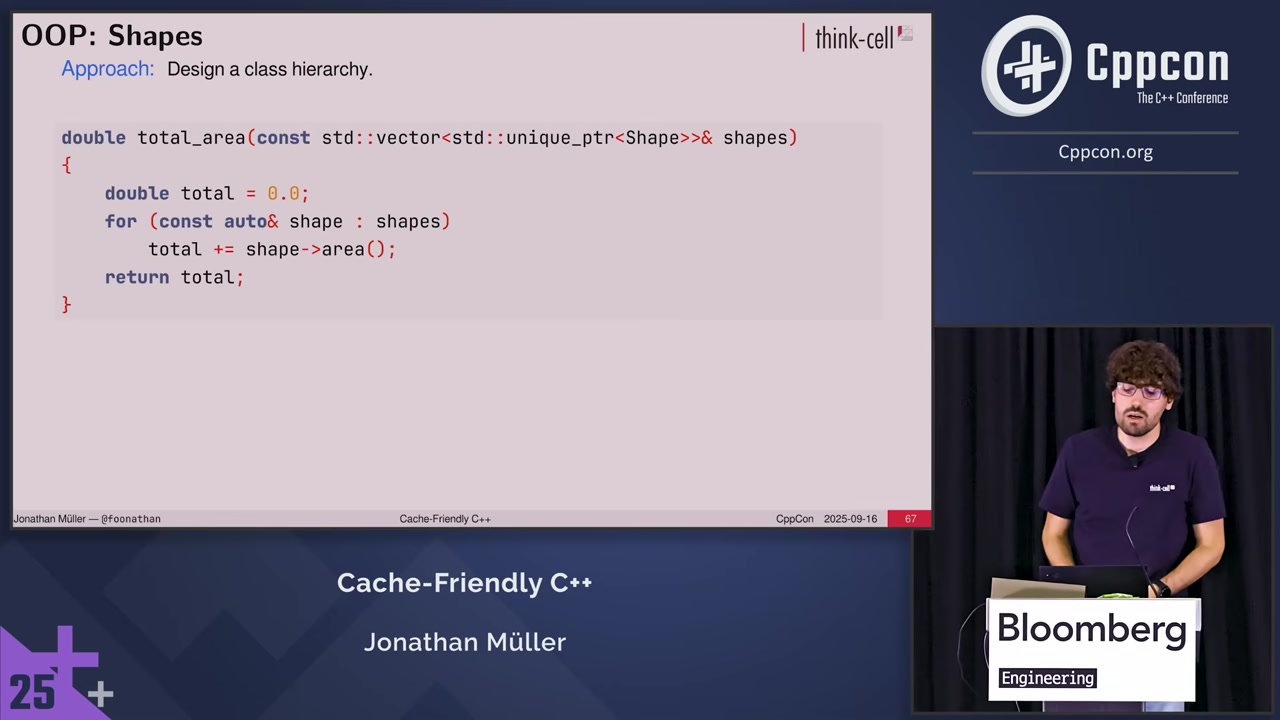 OOP: Shapes
think-cell
Approach: Design a class hierarchy.
double total_area(const std::vector<std::unique_ptr<Shape>>& shapes)
{
    double total = 0.0;
    for (const auto& shape : shapes)
        total += shape->area();
    return total;
}
Jonathan Müller — @foonathan
Cache-Friendly C++
CppCon 2025-09-16 67
Cppcon
The C++ Conference
Cppcon.org
think-cell
Bloomberg
Engineering
Cache-Friendly C++
Jonathan Müller
25